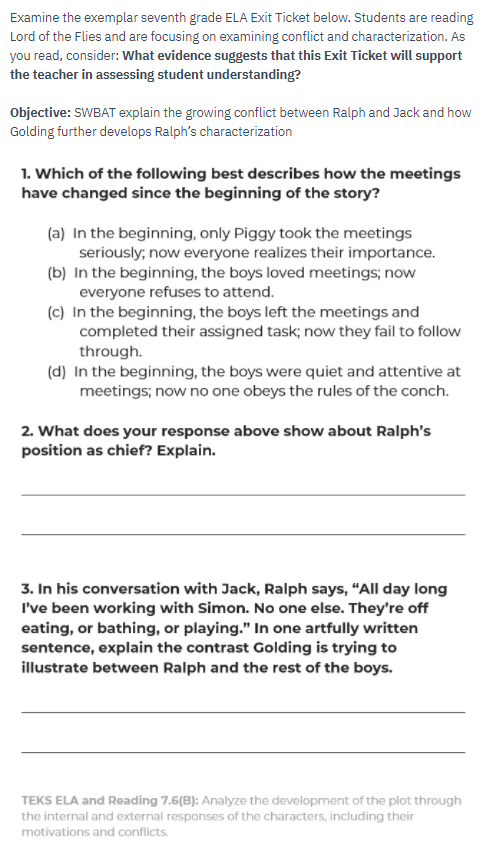 Examine the exemplar seventh grade ELA Exit Ticket below. Students are reading
Lord of the Flies and are focusing on examining conflict and characterization. As
you read, consider: What evidence suggests that this Exit Ticket will support
the teacher in assessing student understanding?
Objective: SWBAT explain the growing conflict between Ralph and Jack and how
Golding further develops Ralph's characterization
1. Which of the following best describes how the meetings
have changed since the beginning of the story?
(a) In the beginning, only Piggy took the meetings
seriously; now everyone realizes their importance.
(b) In the beginning, the boys loved meetings; now
everyone refuses to attend.
(c) In the beginning, the boys left the meetings and
completed their assigned task; now they fail to follow
through.
(d) In the beginning, the boys were quiet and attentive at
meetings; now no one obeys the rules of the conch.
2. What does your response above show about Ralph's
position as chief? Explain.
3. In his conversation with Jack, Ralph says, “All day long
I've been working with Simon. No one else. They're off
eating, or bathing, or playing.” In one artfully written
sentence, explain the contrast Golding is trying to
illustrate between Ralph and the rest of the boys.
TEKS ELA and Reading 7.6(B): Analyze the development of the plot through
the internal and external responses of the characters, including their
motivations and conflicts.